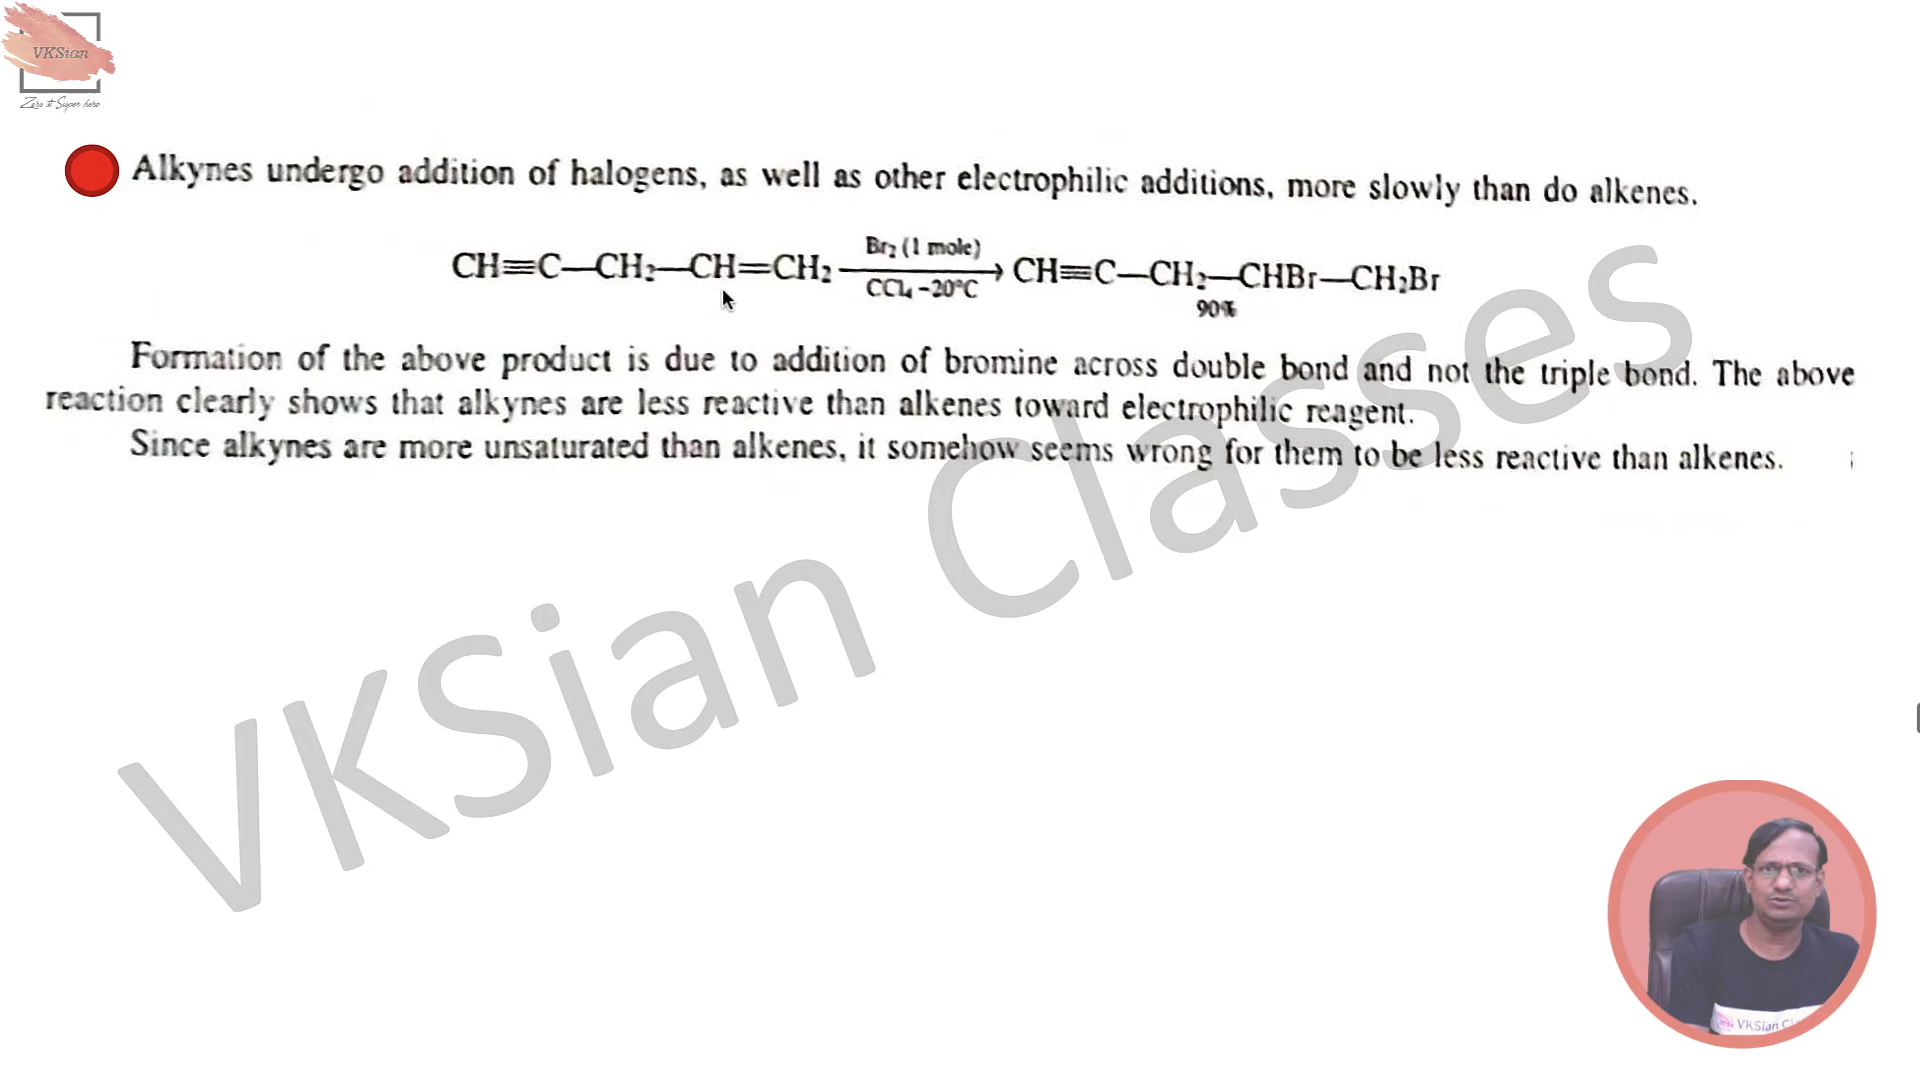 VKSian
Zero to Super hero
Alkynes undergo addition of halogens, as well as other electrophilic additions, more slowly than do alkenes.
CH≡C—CH₂—CH=CH₂ —Br₂ (1 mole) / CCl₄ −20°C→ CH≡C—CH₂—CHBr—CH₂Br
90%
Formation of the above product is due to addition of bromine across double bond and not the triple bond. The above
reaction clearly shows that alkynes are less reactive than alkenes toward electrophilic reagent.
Since alkynes are more unsaturated than alkenes, it somehow seems wrong for them to be less reactive than alkenes.
VKSian Classes
VKSian